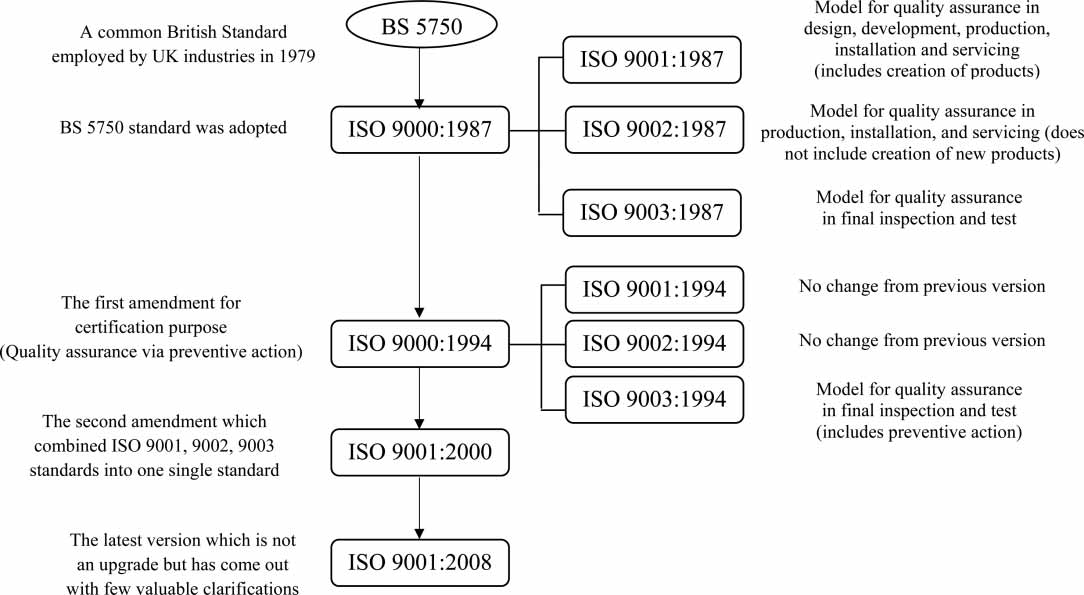 A common British Standard
employed by UK industries in 1979
BS 5750
BS 5750 standard was adopted
ISO 9000:1987
ISO 9001:1987
Model for quality assurance in
design, development, production,
installation and servicing
(includes creation of products)
ISO 9002:1987
Model for quality assurance in
production, installation, and servicing (does
not include creation of new products)
ISO 9003:1987
Model for quality assurance
in final inspection and test
The first amendment for
certification purpose
(Quality assurance via preventive action)
ISO 9000:1994
ISO 9001:1994
No change from previous version
ISO 9002:1994
No change from previous version
ISO 9003:1994
Model for quality assurance
in final inspection and test
(includes preventive action)
The second amendment which
combined ISO 9001, 9002, 9003
standards into one single standard
ISO 9001:2000
The latest version which is not
an upgrade but has come out
with few valuable clarifications
ISO 9001:2008